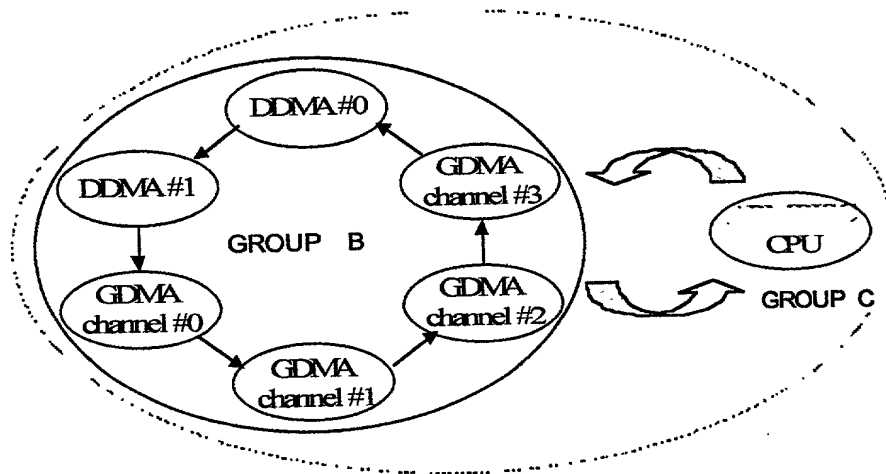 DDMA #0
DDMA #1
GDMA
channel #3
GROUP B
CPU
GDMA
channel #0
GDMA
channel #2
GROUP C
GDMA
channel #1